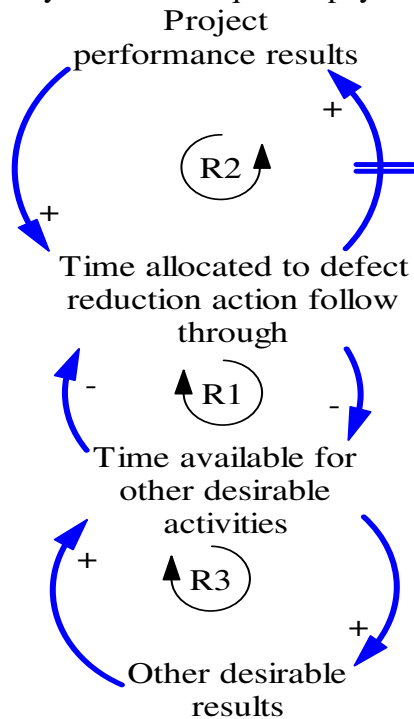 Project
performance results
+
R2
+
Time allocated to defect
reduction action follow
through
-
R1
-
Time available for
other desirable
activities
+
R3
+
Other desirable
results